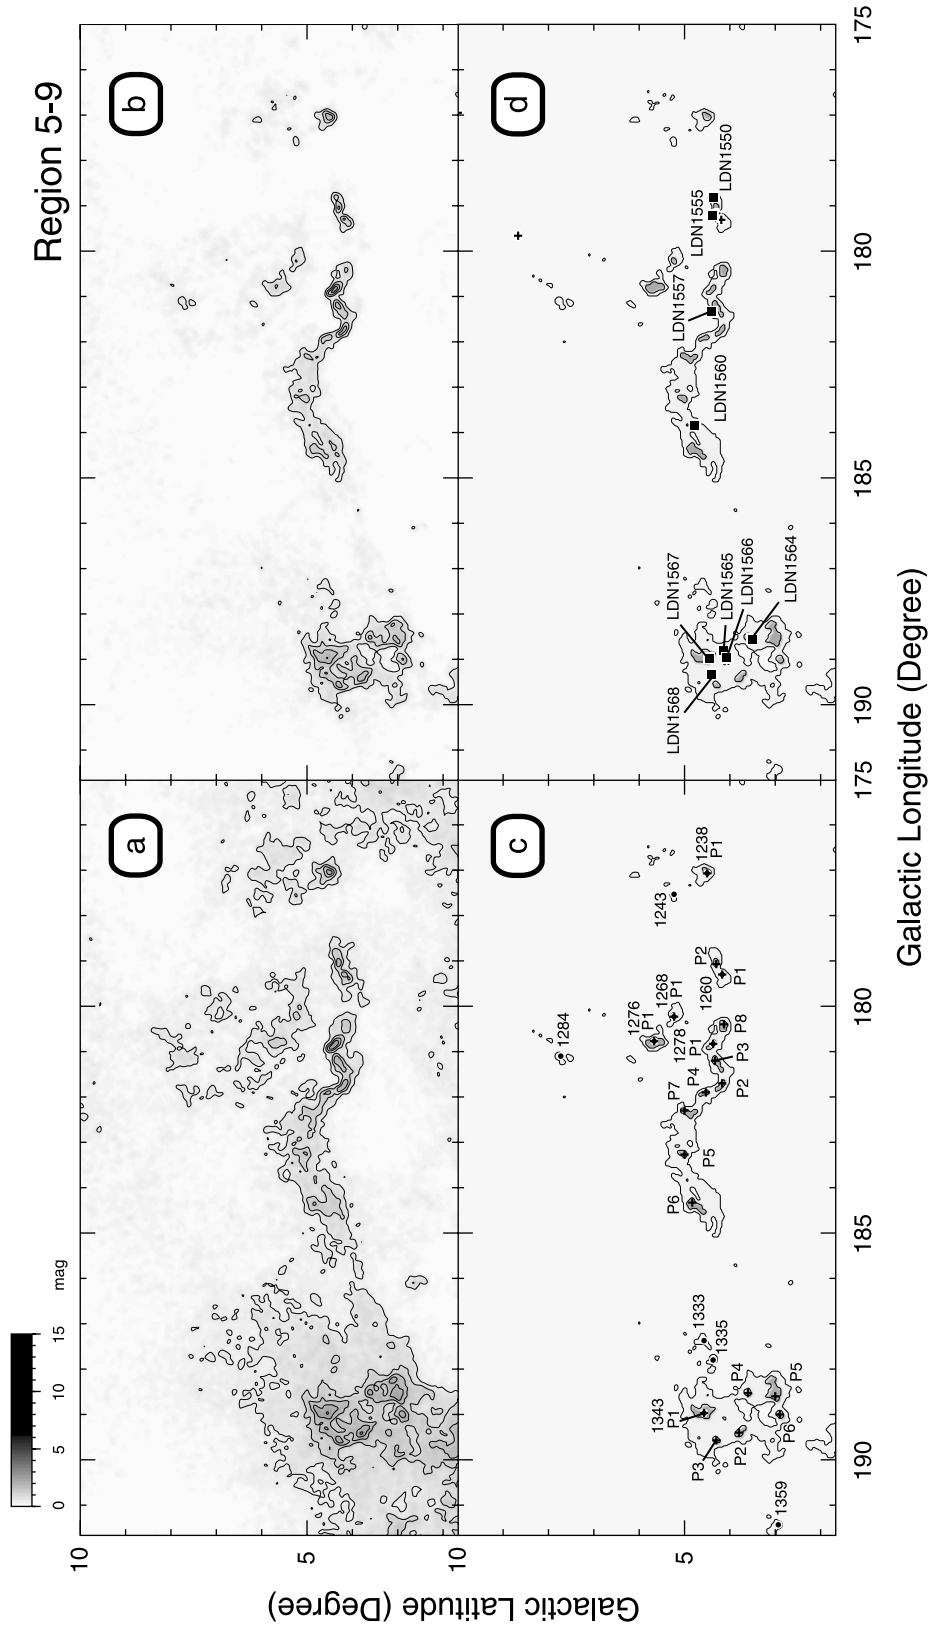 Region 5-9
0 5 10 15 mag
a
b
10
5
10
c
1359
P3
P2
P6
1343
P1
P4
P5
1335
1333
P6
P5
P7
P4
P2
P3
P8
1278
P1
1276
P1
1268
P1
1284
1260
P1
P2
1243
1238
P1
5
190
185
180
175
d
LDN1568
LDN1567
LDN1565
LDN1566
LDN1564
LDN1560
LDN1557
LDN1555
LDN1550
190
185
180
175
Galactic Latitude (Degree)
Galactic Longitude (Degree)